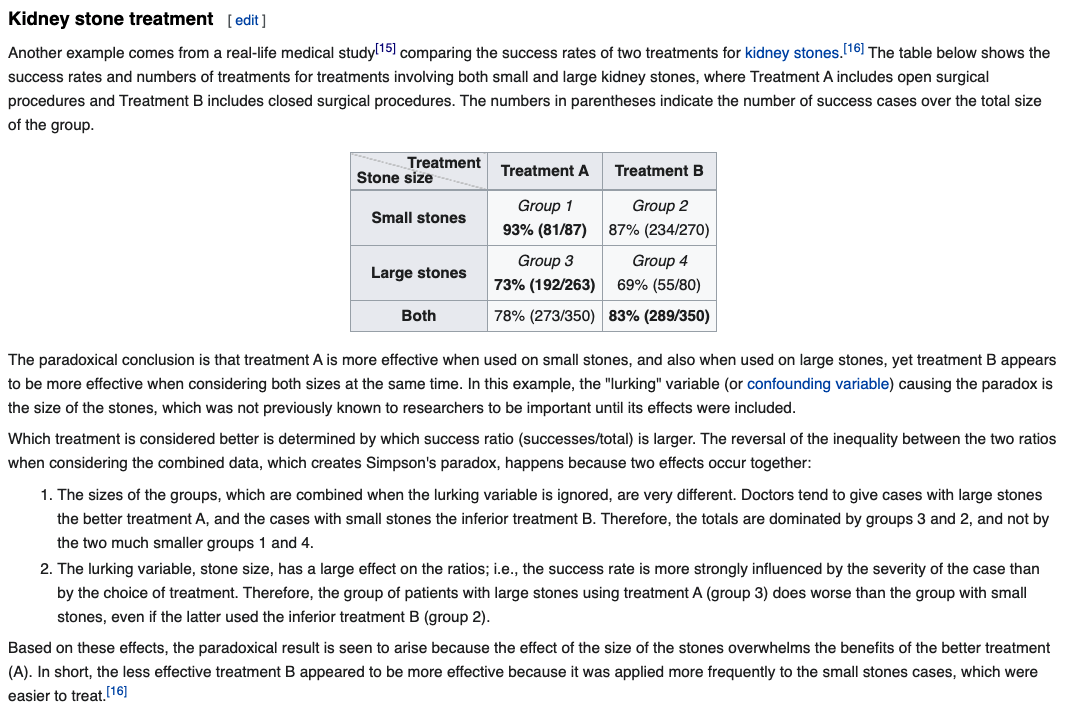 Kidney stone treatment [ edit ]
Another example comes from a real-life medical study[15] comparing the success rates of two treatments for kidney stones.[16] The table below shows the
success rates and numbers of treatments for treatments involving both small and large kidney stones, where Treatment A includes open surgical
procedures and Treatment B includes closed surgical procedures. The numbers in parentheses indicate the number of success cases over the total size
of the group.
Treatment
Stone size
Treatment A Treatment B
Group 1 Group 2
Small stones
93% (81/87) 87% (234/270)
Group 3 Group 4
Large stones
73% (192/263) 69% (55/80)
Both 78% (273/350) 83% (289/350)
The paradoxical conclusion is that treatment A is more effective when used on small stones, and also when used on large stones, yet treatment B appears
to be more effective when considering both sizes at the same time. In this example, the "lurking" variable (or confounding variable) causing the paradox is
the size of the stones, which was not previously known to researchers to be important until its effects were included.
Which treatment is considered better is determined by which success ratio (successes/total) is larger. The reversal of the inequality between the two ratios
when considering the combined data, which creates Simpson's paradox, happens because two effects occur together:
1. The sizes of the groups, which are combined when the lurking variable is ignored, are very different. Doctors tend to give cases with large stones
the better treatment A, and the cases with small stones the inferior treatment B. Therefore, the totals are dominated by groups 3 and 2, and not by
the two much smaller groups 1 and 4.
2. The lurking variable, stone size, has a large effect on the ratios; i.e., the success rate is more strongly influenced by the severity of the case than
by the choice of treatment. Therefore, the group of patients with large stones using treatment A (group 3) does worse than the group with small
stones, even if the latter used the inferior treatment B (group 2).
Based on these effects, the paradoxical result is seen to arise because the effect of the size of the stones overwhelms the benefits of the better treatment
(A). In short, the less effective treatment B appeared to be more effective because it was applied more frequently to the small stones cases, which were
easier to treat.[16]